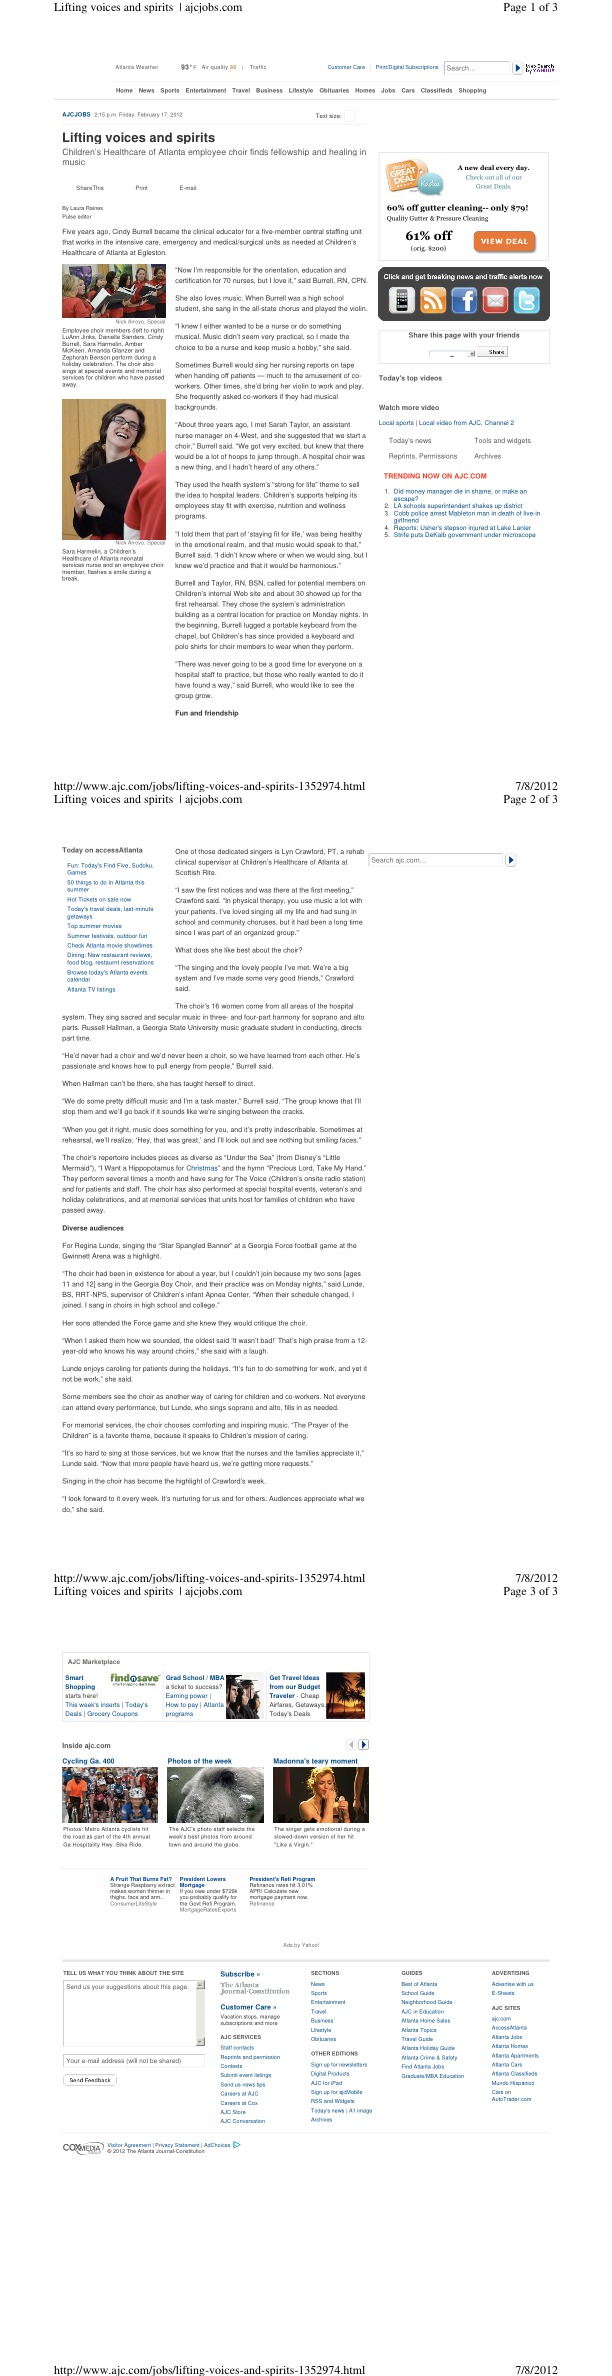 Lifting voices and spirits | ajcjobs.com
Page 1 of 3
Atlanta Weather 93° F Air quality 86 | Traffic
Customer Care | Print/Digital Subscriptions
Search...
Web Search
by YAHOO!
Home News Sports Entertainment Travel Business Lifestyle Obituaries Homes Jobs Cars Classifieds Shopping
AJCJOBS 2:15 p.m. Friday, February 17, 2012
Text size:
Lifting voices and spirits
Children's Healthcare of Atlanta employee choir finds fellowship and healing in
music
ShareThis Print E-mail
By Laura Raines
Pulse editor
Five years ago, Cindy Burrell became the clinical educator for a five-member central staffing unit
that works in the intensive care, emergency and medical/surgical units as needed at Children's
Healthcare of Atlanta at Egleston.
Nick Arroyo, Special
Employee choir members (left to right)
LuAnn Jinks, Danielle Sanders, Cindy
Burrell, Sara Harmelin, Amber
McKeen, Amanda Glanzer and
Zephorah Benson perform during a
holiday celebration. The choir also
sings at special events and memorial
services for children who have passed
away.
Nick Arroyo, Special
Sara Harmelin, a Children's
Healthcare of Atlanta neonatal
services nurse and an employee choir
member, flashes a smile during a
break.
"Now I'm responsible for the orientation, education and
certification for 70 nurses, but I love it," said Burrell, RN, CPN.
She also loves music. When Burrell was a high school
student, she sang in the all-state chorus and played the violin.
"I knew I either wanted to be a nurse or do something
musical. Music didn't seem very practical, so I made the
choice to be a nurse and keep music a hobby," she said.
Sometimes Burrell would sing her nursing reports on tape
when handing off patients — much to the amusement of co-
workers. Other times, she'd bring her violin to work and play.
She frequently asked co-workers if they had musical
backgrounds.
"About three years ago, I met Sarah Taylor, an assistant
nurse manager on 4-West, and she suggested that we start a
choir," Burrell said. "We got very excited, but knew that there
would be a lot of hoops to jump through. A hospital choir was
a new thing, and I hadn't heard of any others."
They used the health system's "strong for life" theme to sell
the idea to hospital leaders. Children's supports helping its
employees stay fit with exercise, nutrition and wellness
programs.
"I told them that part of 'staying fit for life,' was being healthy
in the emotional realm, and that music would speak to that,"
Burrell said. "I didn't know where or when we would sing, but I
knew we'd practice and that it would be harmonious."
Burrell and Taylor, RN, BSN, called for potential members on
Children's internal Web site and about 30 showed up for the
first rehearsal. They chose the system's administration
building as a central location for practice on Monday nights. In
the beginning, Burrell lugged a portable keyboard from the
chapel, but Children's has since provided a keyboard and
polo shirts for choir members to wear when they perform.
"There was never going to be a good time for everyone on a
hospital staff to practice, but those who really wanted to do it
have found a way," said Burrell, who would like to see the
group grow.
Fun and friendship
today's
GREAT
DEAL
Kudzu
A new deal every day.
Check out all of our
Great Deals.
60% off gutter cleaning-- only $79!
Quality Gutter & Pressure Cleaning
61% off
(orig. $200)
VIEW DEAL
Click and get breaking news and traffic alerts now
Share this page with your friends
Share
Today's top videos
Watch more video
Local sports | Local video from AJC, Channel 2
Today's news Tools and widgets
Reprints, Permissions Archives
TRENDING NOW ON AJC.COM
1. Did money manager die in shame, or make an
escape?
2. LA schools superintendent shakes up district
3. Cobb police arrest Mableton man in death of live-in
girlfriend
4. Reports: Usher's stepson injured at Lake Lanier
5. Strife puts DeKalb government under microscope
http://www.ajc.com/jobs/lifting-voices-and-spirits-1352974.html
7/8/2012
Lifting voices and spirits | ajcjobs.com
Page 2 of 3
Today on accessAtlanta
Fun: Today's Find Five, Sudoku,
Games
50 things to do in Atlanta this
summer
Hot Tickets on sale now
Today's travel deals, last-minute
getaways
Top summer movies
Summer festivals, outdoor fun
Check Atlanta movie showtimes
Dining: New restaurant reviews,
food blog, restaurnt reservations
Browse today's Atlanta events
calendar
Atlanta TV listings
Search ajc.com...
One of those dedicated singers is Lyn Crawford, PT, a rehab
clinical supervisor at Children's Healthcare of Atlanta at
Scottish Rite.
"I saw the first notices and was there at the first meeting,"
Crawford said. "In physical therapy, you use music a lot with
your patients. I've loved singing all my life and had sung in
school and community choruses, but it had been a long time
since I was part of an organized group."
What does she like best about the choir?
"The singing and the lovely people I've met. We're a big
system and I've made some very good friends," Crawford
said.
The choir's 16 women come from all areas of the hospital
system. They sing sacred and secular music in three- and four-part harmony for soprano and alto
parts. Russell Hallman, a Georgia State University music graduate student in conducting, directs
part time.
"He'd never had a choir and we'd never been a choir, so we have learned from each other. He's
passionate and knows how to pull energy from people," Burrell said.
When Hallman can't be there, she has taught herself to direct.
"We do some pretty difficult music and I'm a task master," Burrell said. "The group knows that I'll
stop them and we'll go back if it sounds like we're singing between the cracks.
"When you get it right, music does something for you, and it's pretty indescribable. Sometimes at
rehearsal, we'll realize, 'Hey, that was great,' and I'll look out and see nothing but smiling faces."
The choir's repertoire includes pieces as diverse as "Under the Sea" (from Disney's "Little
Mermaid"), "I Want a Hippopotamus for Christmas" and the hymn "Precious Lord, Take My Hand."
They perform several times a month and have sung for The Voice (Children's onsite radio station)
and for patients and staff. The choir has also performed at special hospital events, veteran's and
holiday celebrations, and at memorial services that units host for families of children who have
passed away.
Diverse audiences
For Regina Lunde, singing the "Star Spangled Banner" at a Georgia Force football game at the
Gwinnett Arena was a highlight.
"The choir had been in existence for about a year, but I couldn't join because my two sons [ages
11 and 12] sang in the Georgia Boy Choir, and their practice was on Monday nights," said Lunde,
BS, RRT-NPS, supervisor of Children's infant Apnea Center. "When their schedule changed, I
joined. I sang in choirs in high school and college."
Her sons attended the Force game and she knew they would critique the choir.
"When I asked them how we sounded, the oldest said 'It wasn't bad!' That's high praise from a 12-
year-old who knows his way around choirs," she said with a laugh.
Lunde enjoys caroling for patients during the holidays. "It's fun to do something for work, and yet it
not be work," she said.
Some members see the choir as another way of caring for children and co-workers. Not everyone
can attend every performance, but Lunde, who sings soprano and alto, fills in as needed.
For memorial services, the choir chooses comforting and inspiring music. "The Prayer of the
Children" is a favorite theme, because it speaks to Children's mission of caring.
"It's so hard to sing at those services, but we know that the nurses and the families appreciate it,"
Lunde said. "Now that more people have heard us, we're getting more requests."
Singing in the choir has become the highlight of Crawford's week.
"I look forward to it every week. It's nurturing for us and for others. Audiences appreciate what we
do," she said.
http://www.ajc.com/jobs/lifting-voices-and-spirits-1352974.html
7/8/2012
Lifting voices and spirits | ajcjobs.com
Page 3 of 3
AJC Marketplace
Smart
Shopping
starts here!
This week's inserts | Today's
Deals | Grocery Coupons
find n save
smart shopping starts here
Grad School / MBA
a ticket to success?
Earning power |
How to pay | Atlanta
programs
Get Travel Ideas
from our Budget
Traveler - Cheap
Airfares, Getaways,
Today's Deals
Inside ajc.com
Cycling Ga. 400
Photos: Metro Atlanta cyclists hit
the road as part of the 4th annual
Ga Hospitality Hwy. Bike Ride.
Photos of the week
The AJC's photo staff selects the
week's best photos from around
town and around the globe.
Madonna's teary moment
The singer gets emotional during a
slowed-down version of her hit
"Like a Virgin."
A Fruit That Burns Fat?
Strange Raspberry extract
makes women thinner in
thighs, face and arm..
ConsumerLifeStyle
President Lowers
Mortgage
If you owe under $729k
you probably qualify for
the Govt Refi Program.
MortgageRatesExperts
President's Refi Program
Refinance rates hit 3.01%
APR! Calculate new
mortgage payment now.
Refinance
Ads by Yahoo!
TELL US WHAT YOU THINK ABOUT THE SITE
Send us your suggestions about this page.
Your e-mail address (will not be shared)
Send Feedback
Subscribe »
The Atlanta
Journal-Constitution
Customer Care »
Vacation stops, manage
subscriptions and more
AJC SERVICES
Staff contacts
Reprints and permission
Contests
Submit event listings
Send us news tips
Careers at AJC
Careers at Cox
AJC Store
AJC Conversation
SECTIONS
News
Sports
Entertainment
Travel
Business
Lifestyle
Obituaries
OTHER EDITIONS
Sign up for newsletters
Digital Products
AJC for iPad
Sign up for ajcMobile
RSS and Widgets
Today's news | A1 image
Archives
GUIDES
Best of Atlanta
School Guide
Neighborhood Guide
AJC in Education
Atlanta Home Sales
Atlanta Topics
Travel Guide
Atlanta Holiday Guide
Atlanta Crime & Safety
Find Atlanta Jobs
Graduate/MBA Education
ADVERTISING
Advertise with us
E-Sheets
AJC SITES
ajc.com
AccessAtlanta
Atlanta Jobs
Atlanta Homes
Atlanta Apartments
Atlanta Cars
Atlanta Classifieds
Mundo Hispánico
Cars on
AutoTrader.com
COXMEDIA
Visitor Agreement | Privacy Statement | AdChoices
© 2012 The Atlanta Journal-Constitution
http://www.ajc.com/jobs/lifting-voices-and-spirits-1352974.html
7/8/2012